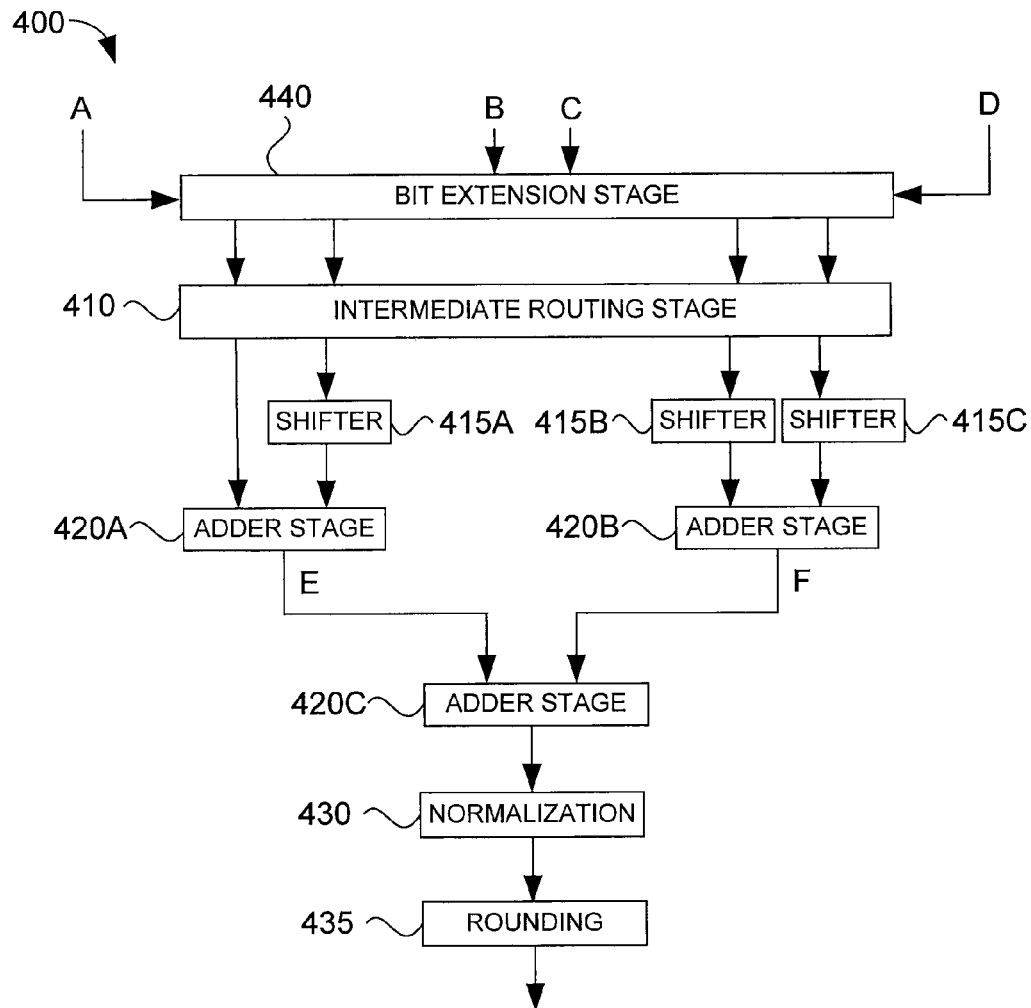 400
A
440
B
C
D
BIT EXTENSION STAGE
410
INTERMEDIATE ROUTING STAGE
SHIFTER
415A
415B
SHIFTER
SHIFTER
415C
420A
ADDER STAGE
420B
ADDER STAGE
E
F
420C
ADDER STAGE
430
NORMALIZATION
435
ROUNDING